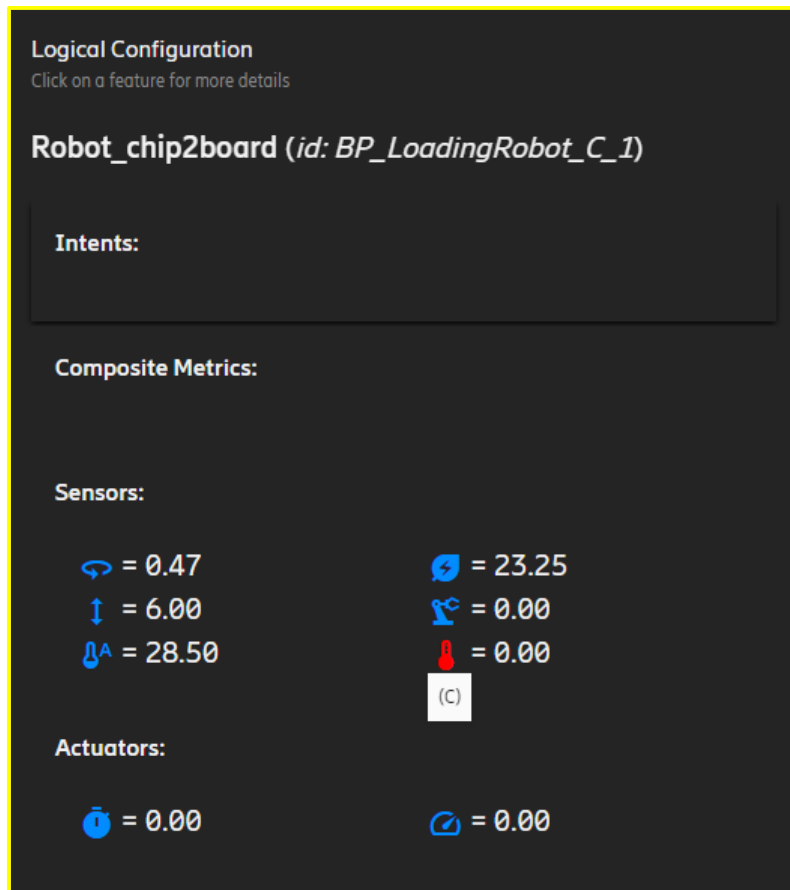 Logical Configuration
Click on a feature for more details
Robot_chip2board (id: BP_LoadingRobot_C_1)
Intents:
Composite Metrics:
Sensors:
= 0.47 = 23.25
= 6.00 = 0.00
A = 28.50 = 0.00
(C)
Actuators:
= 0.00 = 0.00